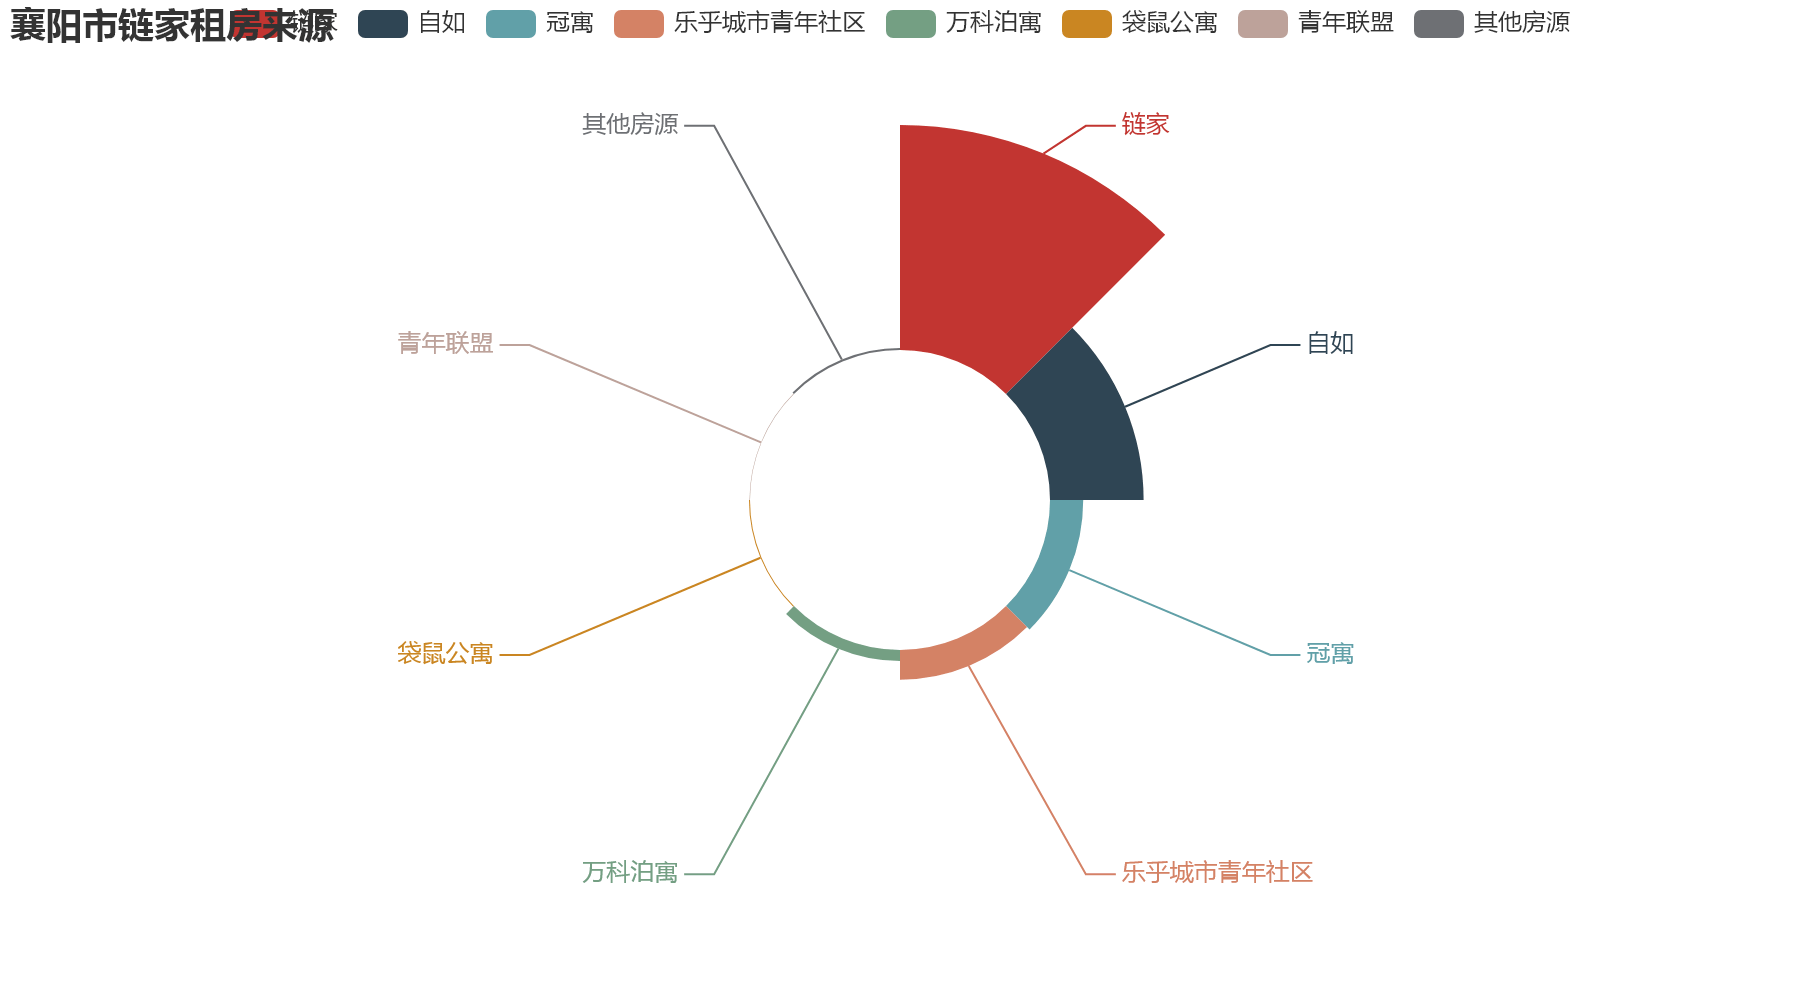 襄阳市链家租房来源
链家 自如 冠寓 乐乎城市青年社区 万科泊寓 袋鼠公寓 青年联盟 其他房源
其他房源 链家
青年联盟 自如
袋鼠公寓 冠寓
万科泊寓 乐乎城市青年社区